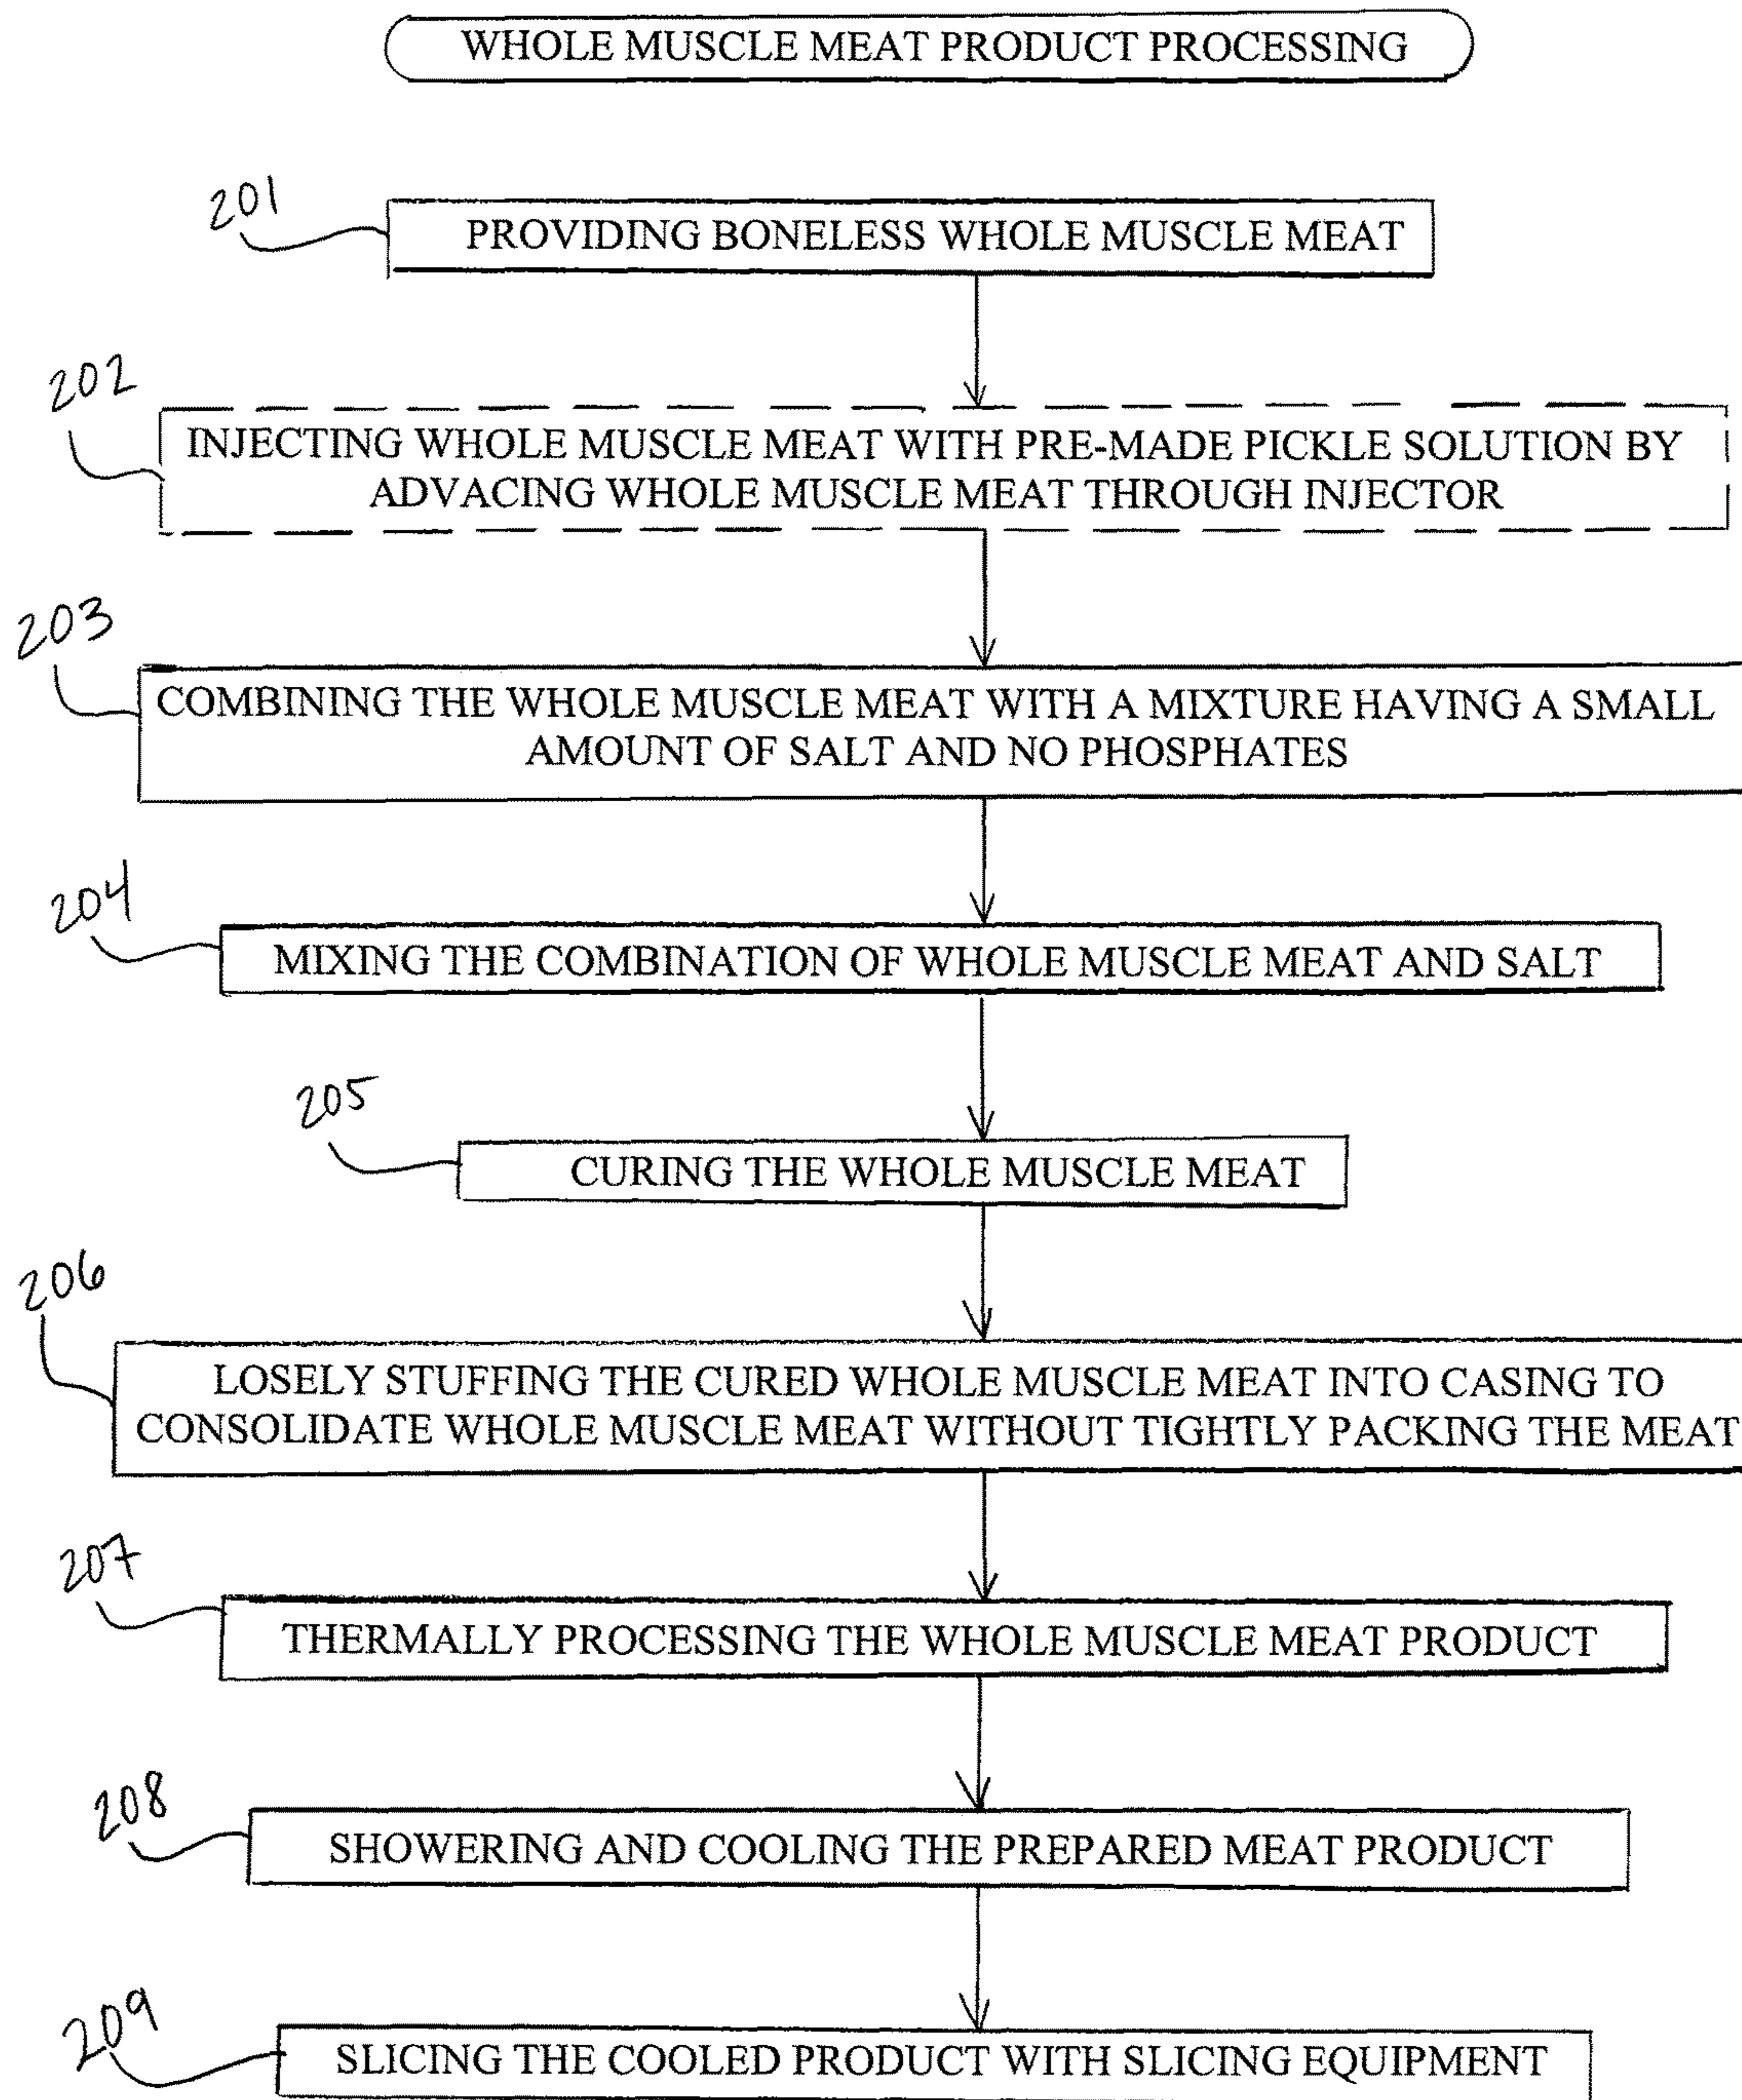 WHOLE MUSCLE MEAT PRODUCT PROCESSING
201
PROVIDING BONELESS WHOLE MUSCLE MEAT
202
INJECTING WHOLE MUSCLE MEAT WITH PRE-MADE PICKLE SOLUTION BY
ADVACING WHOLE MUSCLE MEAT THROUGH INJECTOR
203
COMBINING THE WHOLE MUSCLE MEAT WITH A MIXTURE HAVING A SMALL
AMOUNT OF SALT AND NO PHOSPHATES
204
MIXING THE COMBINATION OF WHOLE MUSCLE MEAT AND SALT
205
CURING THE WHOLE MUSCLE MEAT
206
LOSELY STUFFING THE CURED WHOLE MUSCLE MEAT INTO CASING TO
CONSOLIDATE WHOLE MUSCLE MEAT WITHOUT TIGHTLY PACKING THE MEAT
207
THERMALLY PROCESSING THE WHOLE MUSCLE MEAT PRODUCT
208
SHOWERING AND COOLING THE PREPARED MEAT PRODUCT
209
SLICING THE COOLED PRODUCT WITH SLICING EQUIPMENT